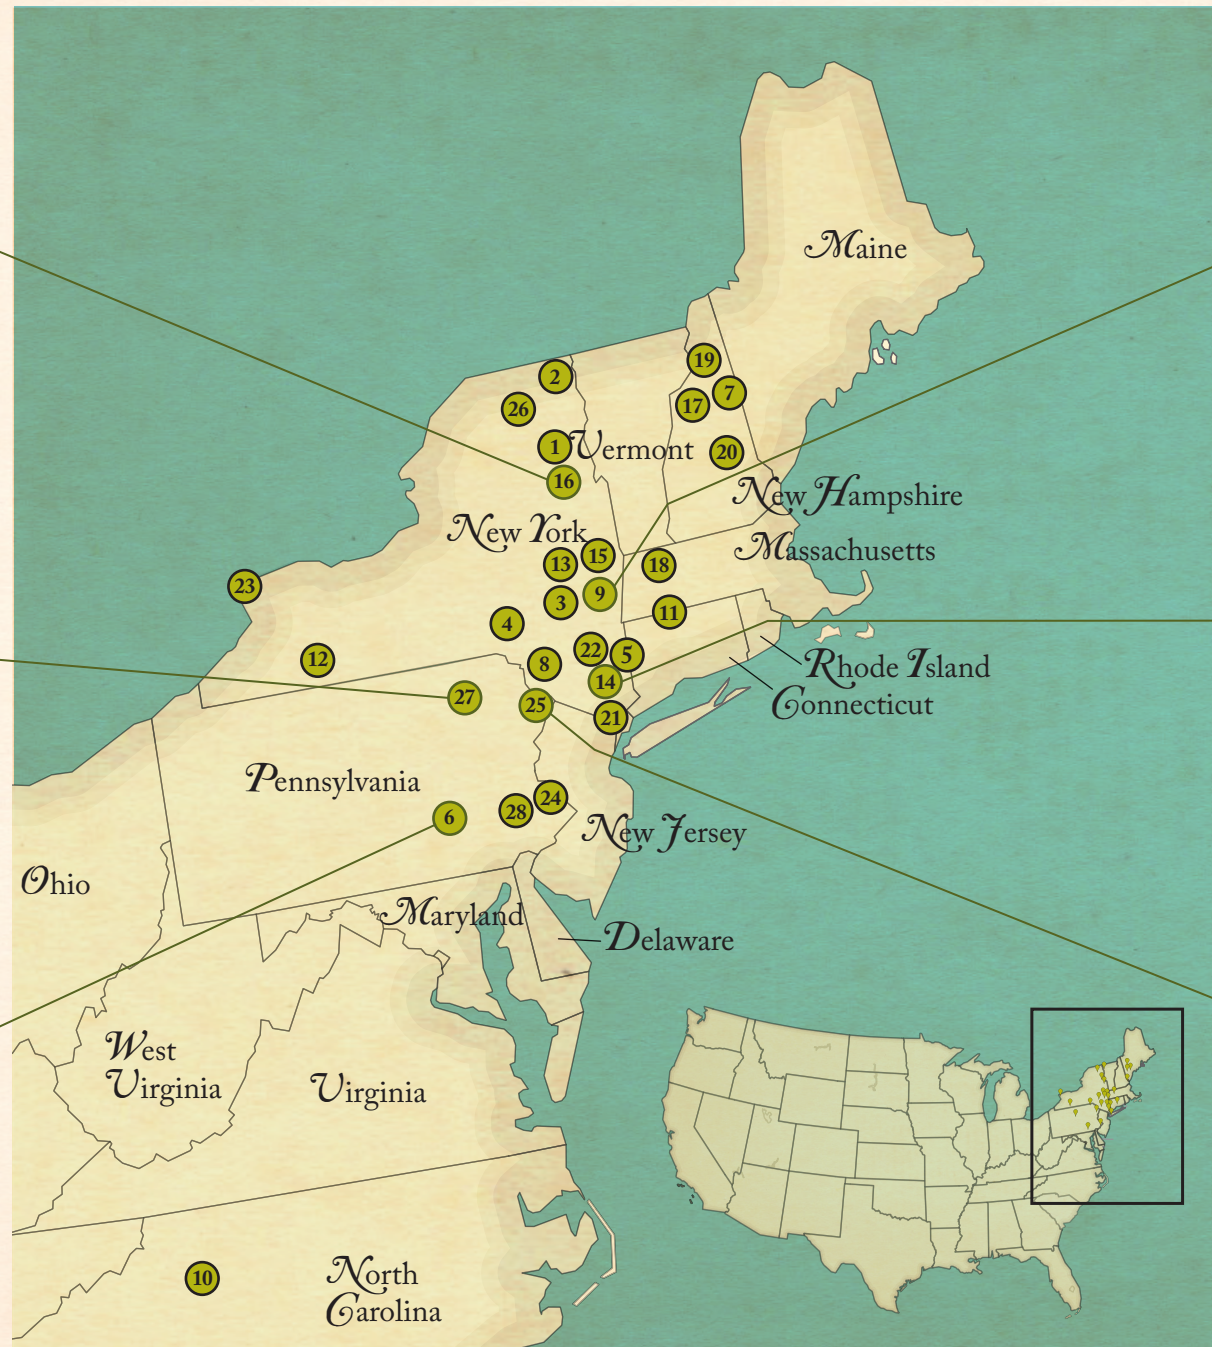 Maine
19
2
7
26
17
1
Vermont
20
16
New Hampshire
New York
Massachusetts
15
13
18
23
9
3
11
4
22
5
12
8
Rhode Island
14
27
25
Connecticut
21
Pennsylvania
24
28
6
New Jersey
Ohio
Maryland
Delaware
West
Virginia
Virginia
10
North
Carolina